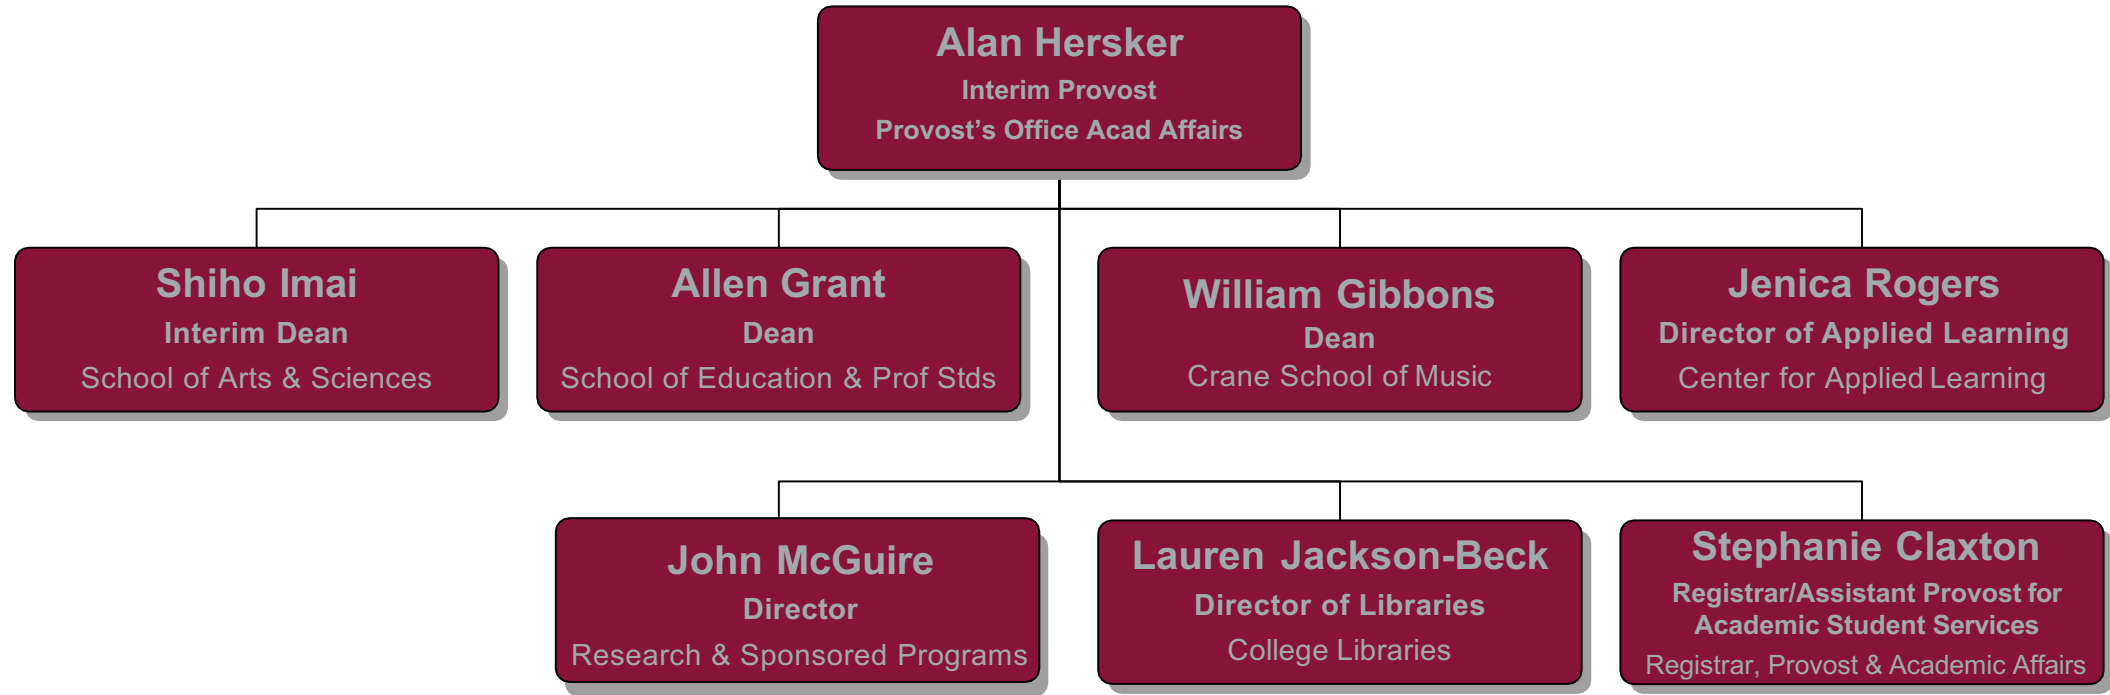 Alan Hersker
Interim Provost
Provost’s Office Acad Affairs
Shiho Imai
Interim Dean
School of Arts & Sciences
Allen Grant
Dean
School of Education & Prof Stds
William Gibbons
Dean
Crane School of Music
Jenica Rogers
Director of Applied Learning
Center for Applied Learning
John McGuire
Director
Research & Sponsored Programs
Lauren Jackson-Beck
Director of Libraries
College Libraries
Stephanie Claxton
Registrar/Assistant Provost for
Academic Student Services
Registrar, Provost & Academic Affairs